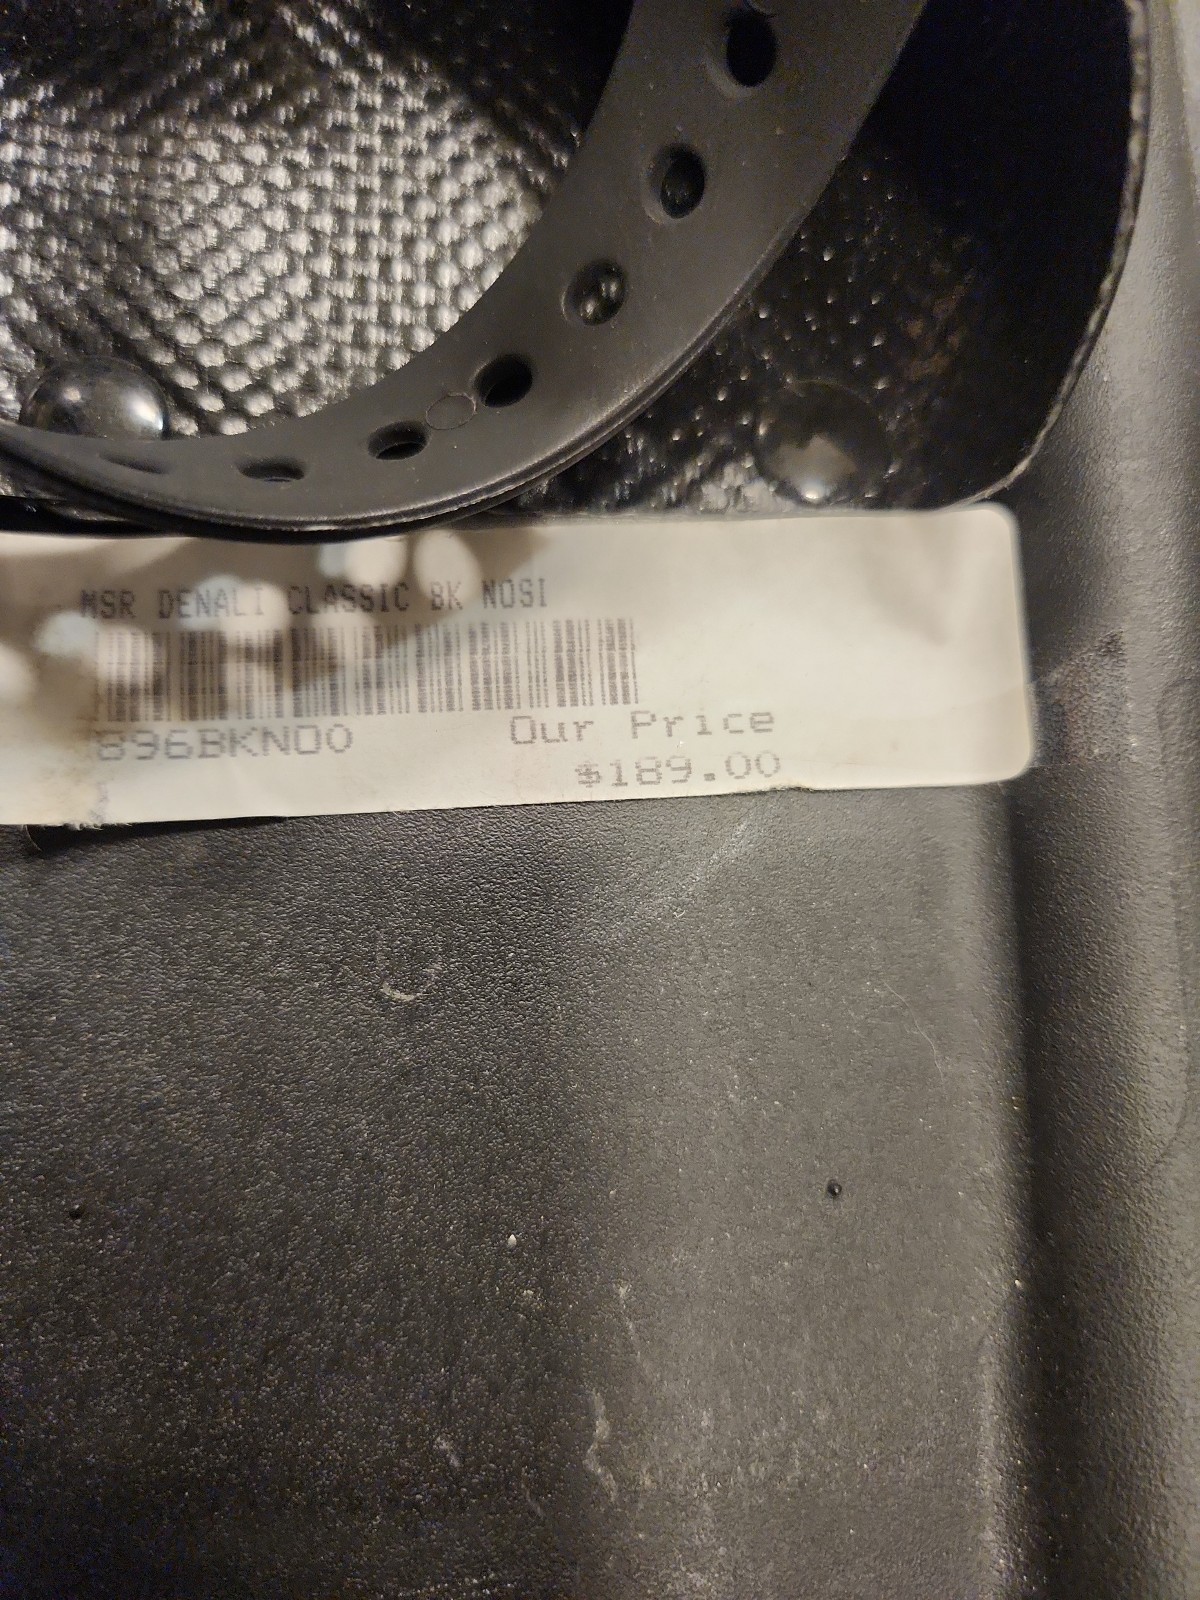 MSR DENALI CLASSIC BK NOSI
896BKN00
Our Price
$189.00